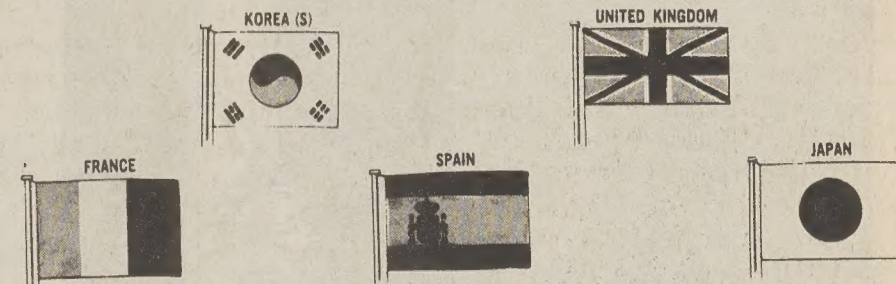 KOREA (S)
UNITED KINGDOM
FRANCE
SPAIN
JAPAN